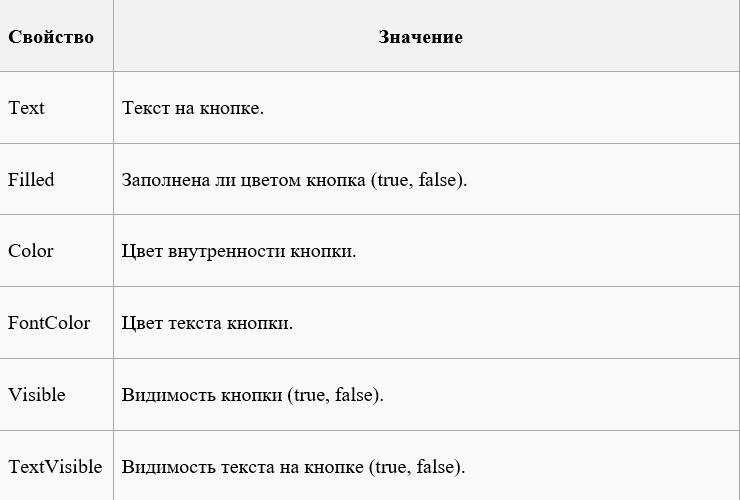 Свойство Значение
Text Текст на кнопке.
Filled Заполнена ли цветом кнопка (true, false).
Color Цвет внутренности кнопки.
FontColor Цвет текста кнопки.
Visible Видимость кнопки (true, false).
TextVisible Видимость текста на кнопке (true, false).